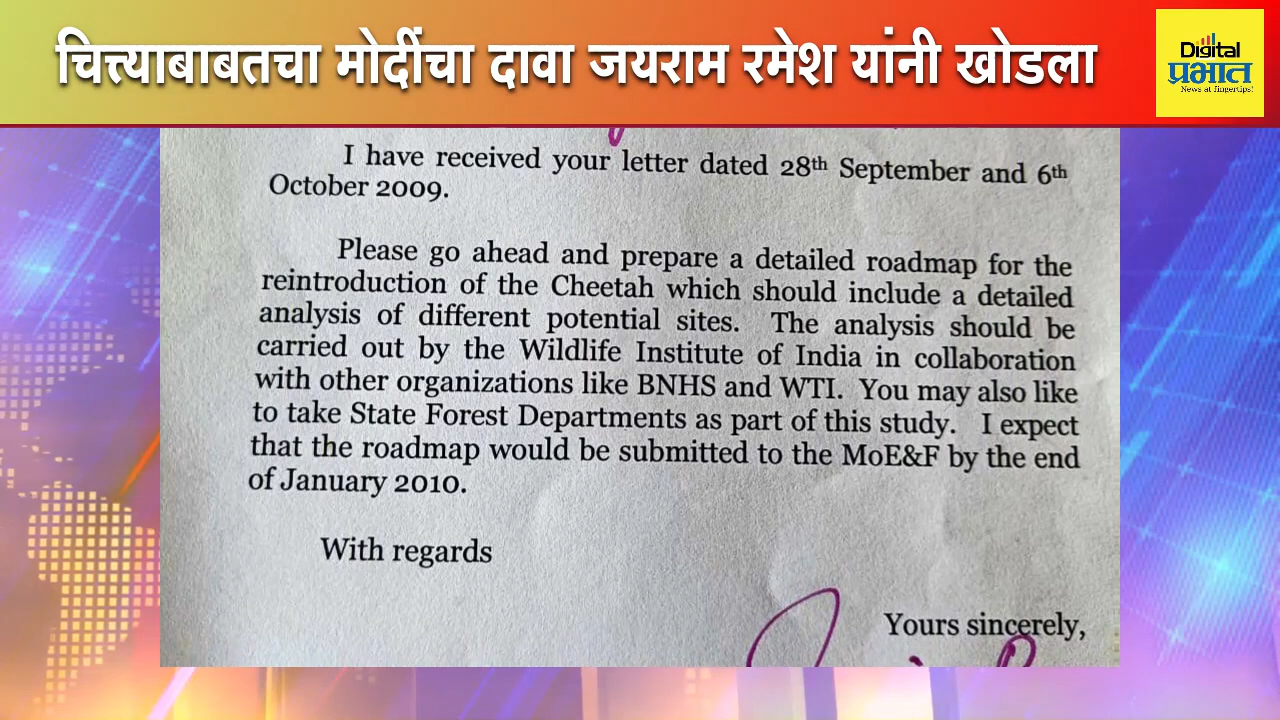 चित्त्याबाबतचा मोदींचा दावा जयराम रमेश यांनी खोडला
Digital
प्रभात
News at fingertips!
I have received your letter dated 28th September and 6th
October 2009.
Please go ahead and prepare a detailed roadmap for the
reintroduction of the Cheetah which should include a detailed
analysis of different potential sites. The analysis should be
carried out by the Wildlife Institute of India in collaboration
with other organizations like BNHS and WTI. You may also like
to take State Forest Departments as part of this study. I expect
that the roadmap would be submitted to the MoE&F by the end
of January 2010.
With regards
Yours sincerely,